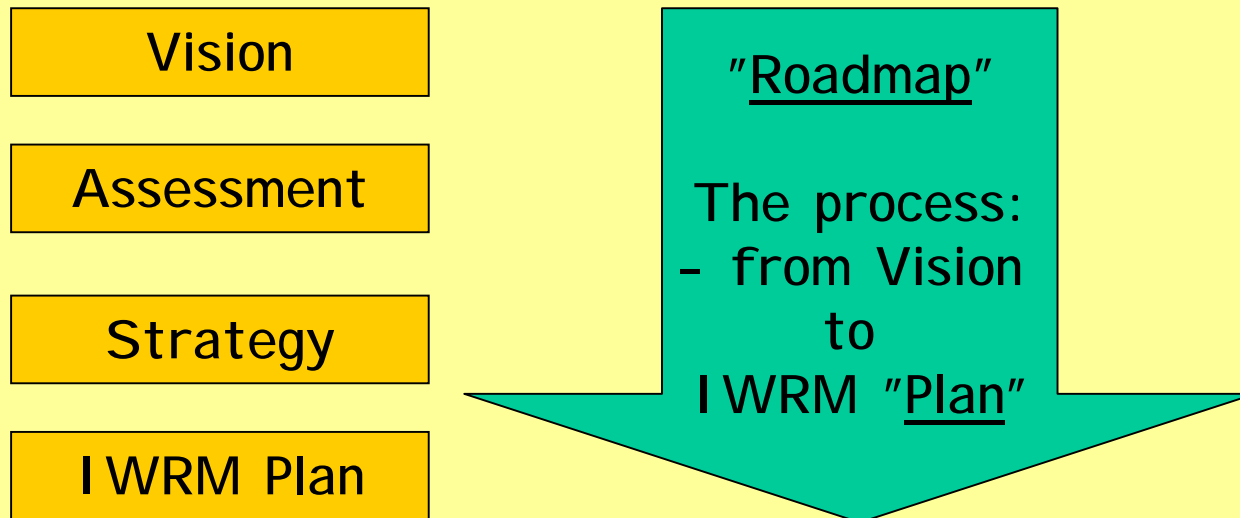 Vision
Assessment
Strategy
IWRM Plan
"Roadmap"
The process:
- from Vision
to
IWRM "Plan"